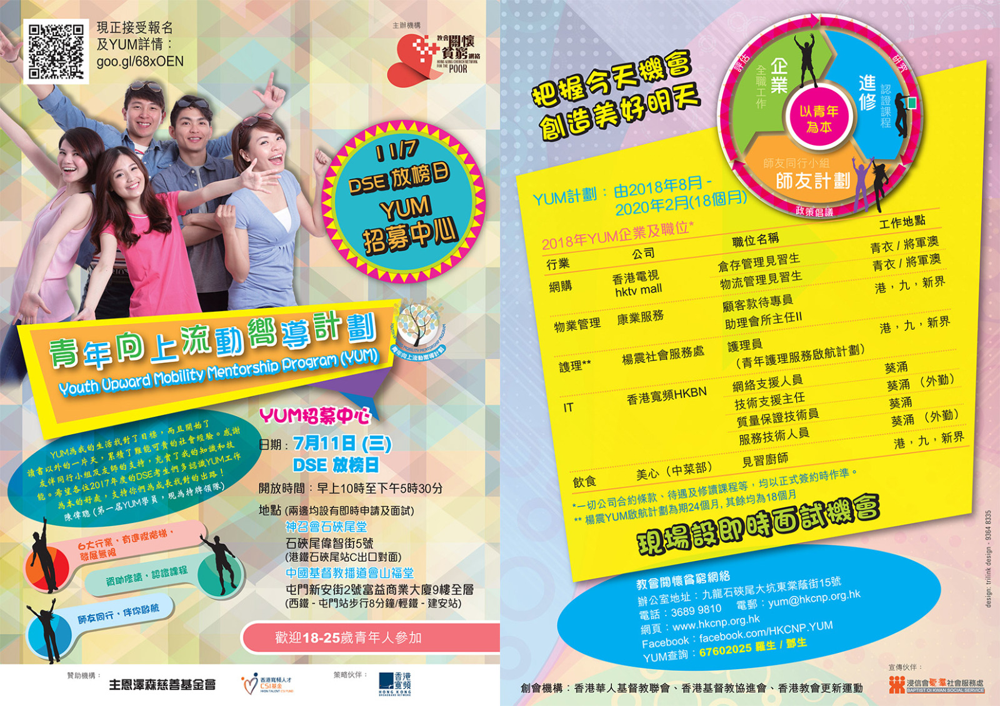 現正接受報名
及YUM詳情：
goo.gl/68xOEN
主辦機構
教會關懷
貧窮網絡
HONG KONG CHURCH NETWORK
FOR THE POOR
11/7
DSE 放榜日
YUM
招募中心
青年向上流動嚮導計劃
Youth Upward Mobility Mentorship Program (YUM)
YOUTH UPWARD MOBILITY MENTORSHIP PROGRAM
青年向上流動嚮導計劃
YUM為我的生活找對了目標，而且開始了
讀書以外的一片天，累積了難能可貴的社會經驗。感謝
友伴同行小組及友師的支持，充實了我的知識和技
能。希望各位2017年度的DSE考生們多認識YUM工作
為本的好處，支持你們為成長找對的出路！
陳偉聰 (第一屆YUM學員，現為持牌領隊)
6大行業，有進陞階梯，
發展無限
資助修讀，認證課程
師友同行，伴你啟航
YUM招募中心
日期：7月11日 (三)
DSE 放榜日
開放時間：早上10時至下午5時30分
地點 (兩邊均設有即時申請及面試)
神召會石硤尾堂
石硤尾偉智街5號
(港鐵石硤尾站C出口對面)
中國基督教播道會山福堂
屯門新安街2號富益商業大廈9樓全層
(西鐵 - 屯門站步行8分鐘/輕鐵 - 建安站)
歡迎18-25歲青年人參加
贊助機構：
主恩澤森慈善基金會
香港寬頻人才
CSI基金
HKBN TALENT CSI FUND
策略伙伴：
香港
寬頻
HONG KONG
BROADBAND NETWORK
把握今天機會
創造美好明天
評估
研究
政策倡議
企業
全職工作
進修
認證課程
師友同行小組
師友計劃
以青年
為本
YUM計劃：由2018年8月 -
2020年2月(18個月)
2018年YUM企業及職位*
行業 公司 職位名稱 工作地點
網購 香港電視 hktv mall 倉存管理見習生 青衣 / 將軍澳
物流管理見習生 青衣 / 將軍澳
物業管理 康業服務 顧客款待專員 港，九，新界
助理會所主任II
護理** 楊震社會服務處 護理員 港，九，新界
（青年護理服務啟航計劃）
IT 香港寬頻HKBN 網絡支援人員 葵涌
技術支援主任 葵涌 （外勤）
質量保證技術員 葵涌
服務技術人員 葵涌 （外勤）
飲食 美心（中菜部） 見習廚師 港，九，新界
*一切公司合約條款、待遇及修讀課程等，均以正式簽約時作準。
** 楊震YUM啟航計劃為期24個月, 其餘均為18個月
現場設即時面試機會
教會關懷貧窮網絡
辦公室地址：九龍石硤尾大坑東棠蔭街15號
電話：3689 9810 電郵：yum@hkcnp.org.hk
網頁：www.hkcnp.org.hk
Facebook：facebook.com/HKCNP.YUM
YUM查詢：67602025 羅生 / 鄧生
design: trilink design - 9364 8335
創會機構：香港華人基督教聯會、香港基督教協進會、香港教會更新運動
宣傳伙伴：
浸信會愛羣社會服務處
BAPTIST OI KWAN SOCIAL SERVICE